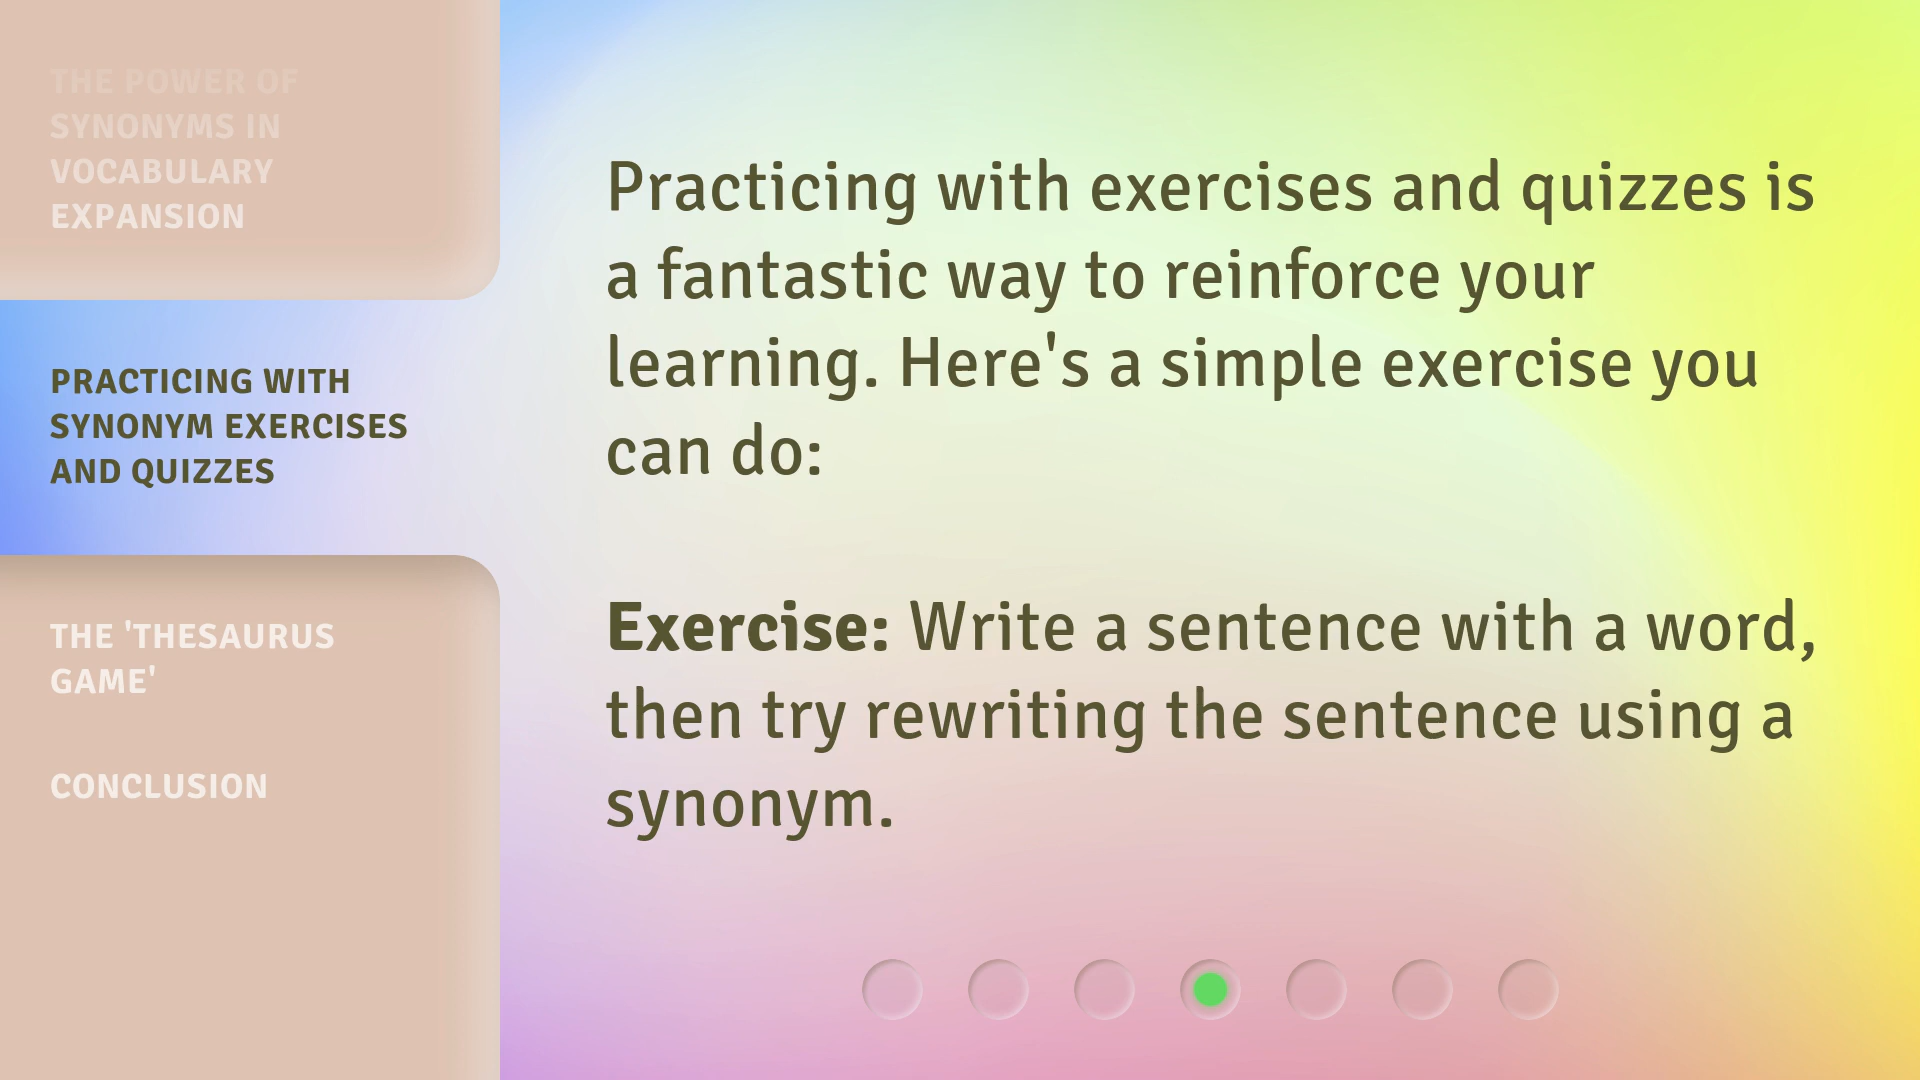 THE POWER OF
SYNONYMS IN
VOCABULARY
EXPANSION
PRACTICING WITH
SYNONYM EXERCISES
AND QUIZZES
THE 'THESAURUS
GAME'
CONCLUSION
Practicing with exercises and quizzes is
a fantastic way to reinforce your
learning. Here's a simple exercise you
can do:
Exercise: Write a sentence with a word,
then try rewriting the sentence using a
synonym.